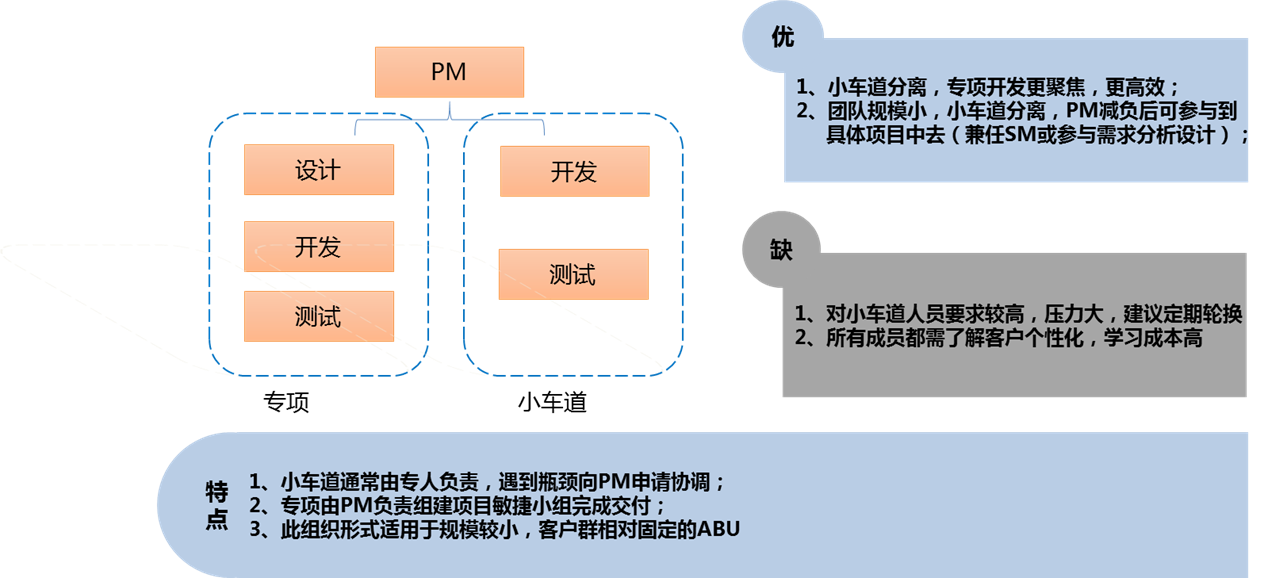 PM
设计
开发
测试
专项
开发
测试
小车道
优
1、小车道分离，专项开发更聚焦，更高效；
2、团队规模小，小车道分离，PM减负后可参与到
具体项目中去（兼任SM或参与需求分析设计）；
缺
1、对小车道人员要求较高，压力大，建议定期轮换
2、所有成员都需了解客户个性化，学习成本高
特
点
1、小车道通常由专人负责，遇到瓶颈向PM申请协调；
2、专项由PM负责组建项目敏捷小组完成交付；
3、此组织形式适用于规模较小，客户群相对固定的ABU